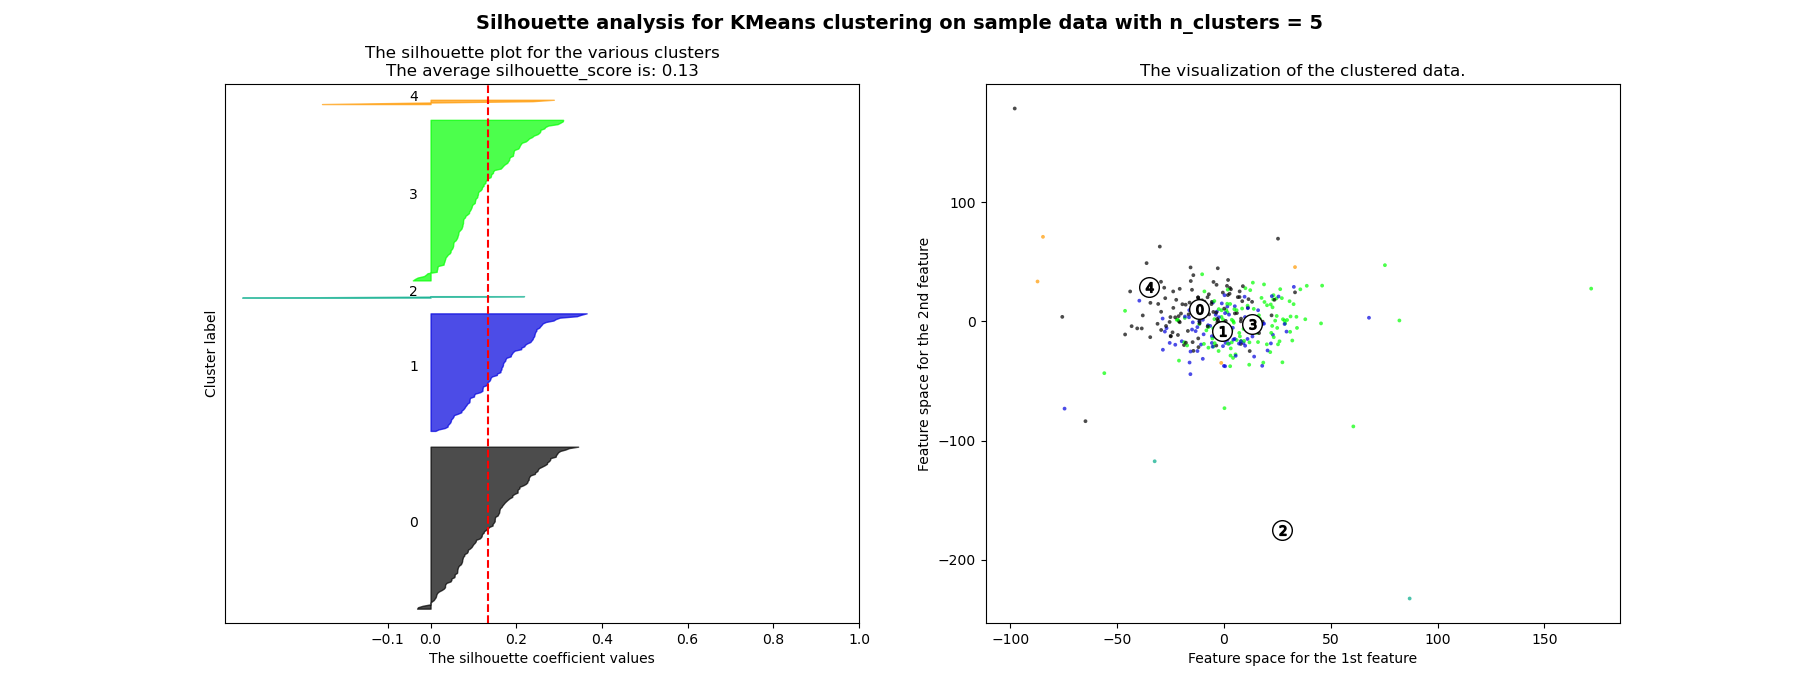 Silhouette analysis for KMeans clustering on sample data with n_clusters = 5
The silhouette plot for the various clusters
The average silhouette_score is: 0.13
Cluster label
4
3
2
1
0
−0.1 0.0 0.2 0.4 0.6 0.8 1.0
The silhouette coefficient values
The visualization of the clustered data.
Feature space for the 2nd feature
100
0
−100
−200
4
0
1
3
2
−100 −50 0 50 100 150
Feature space for the 1st feature